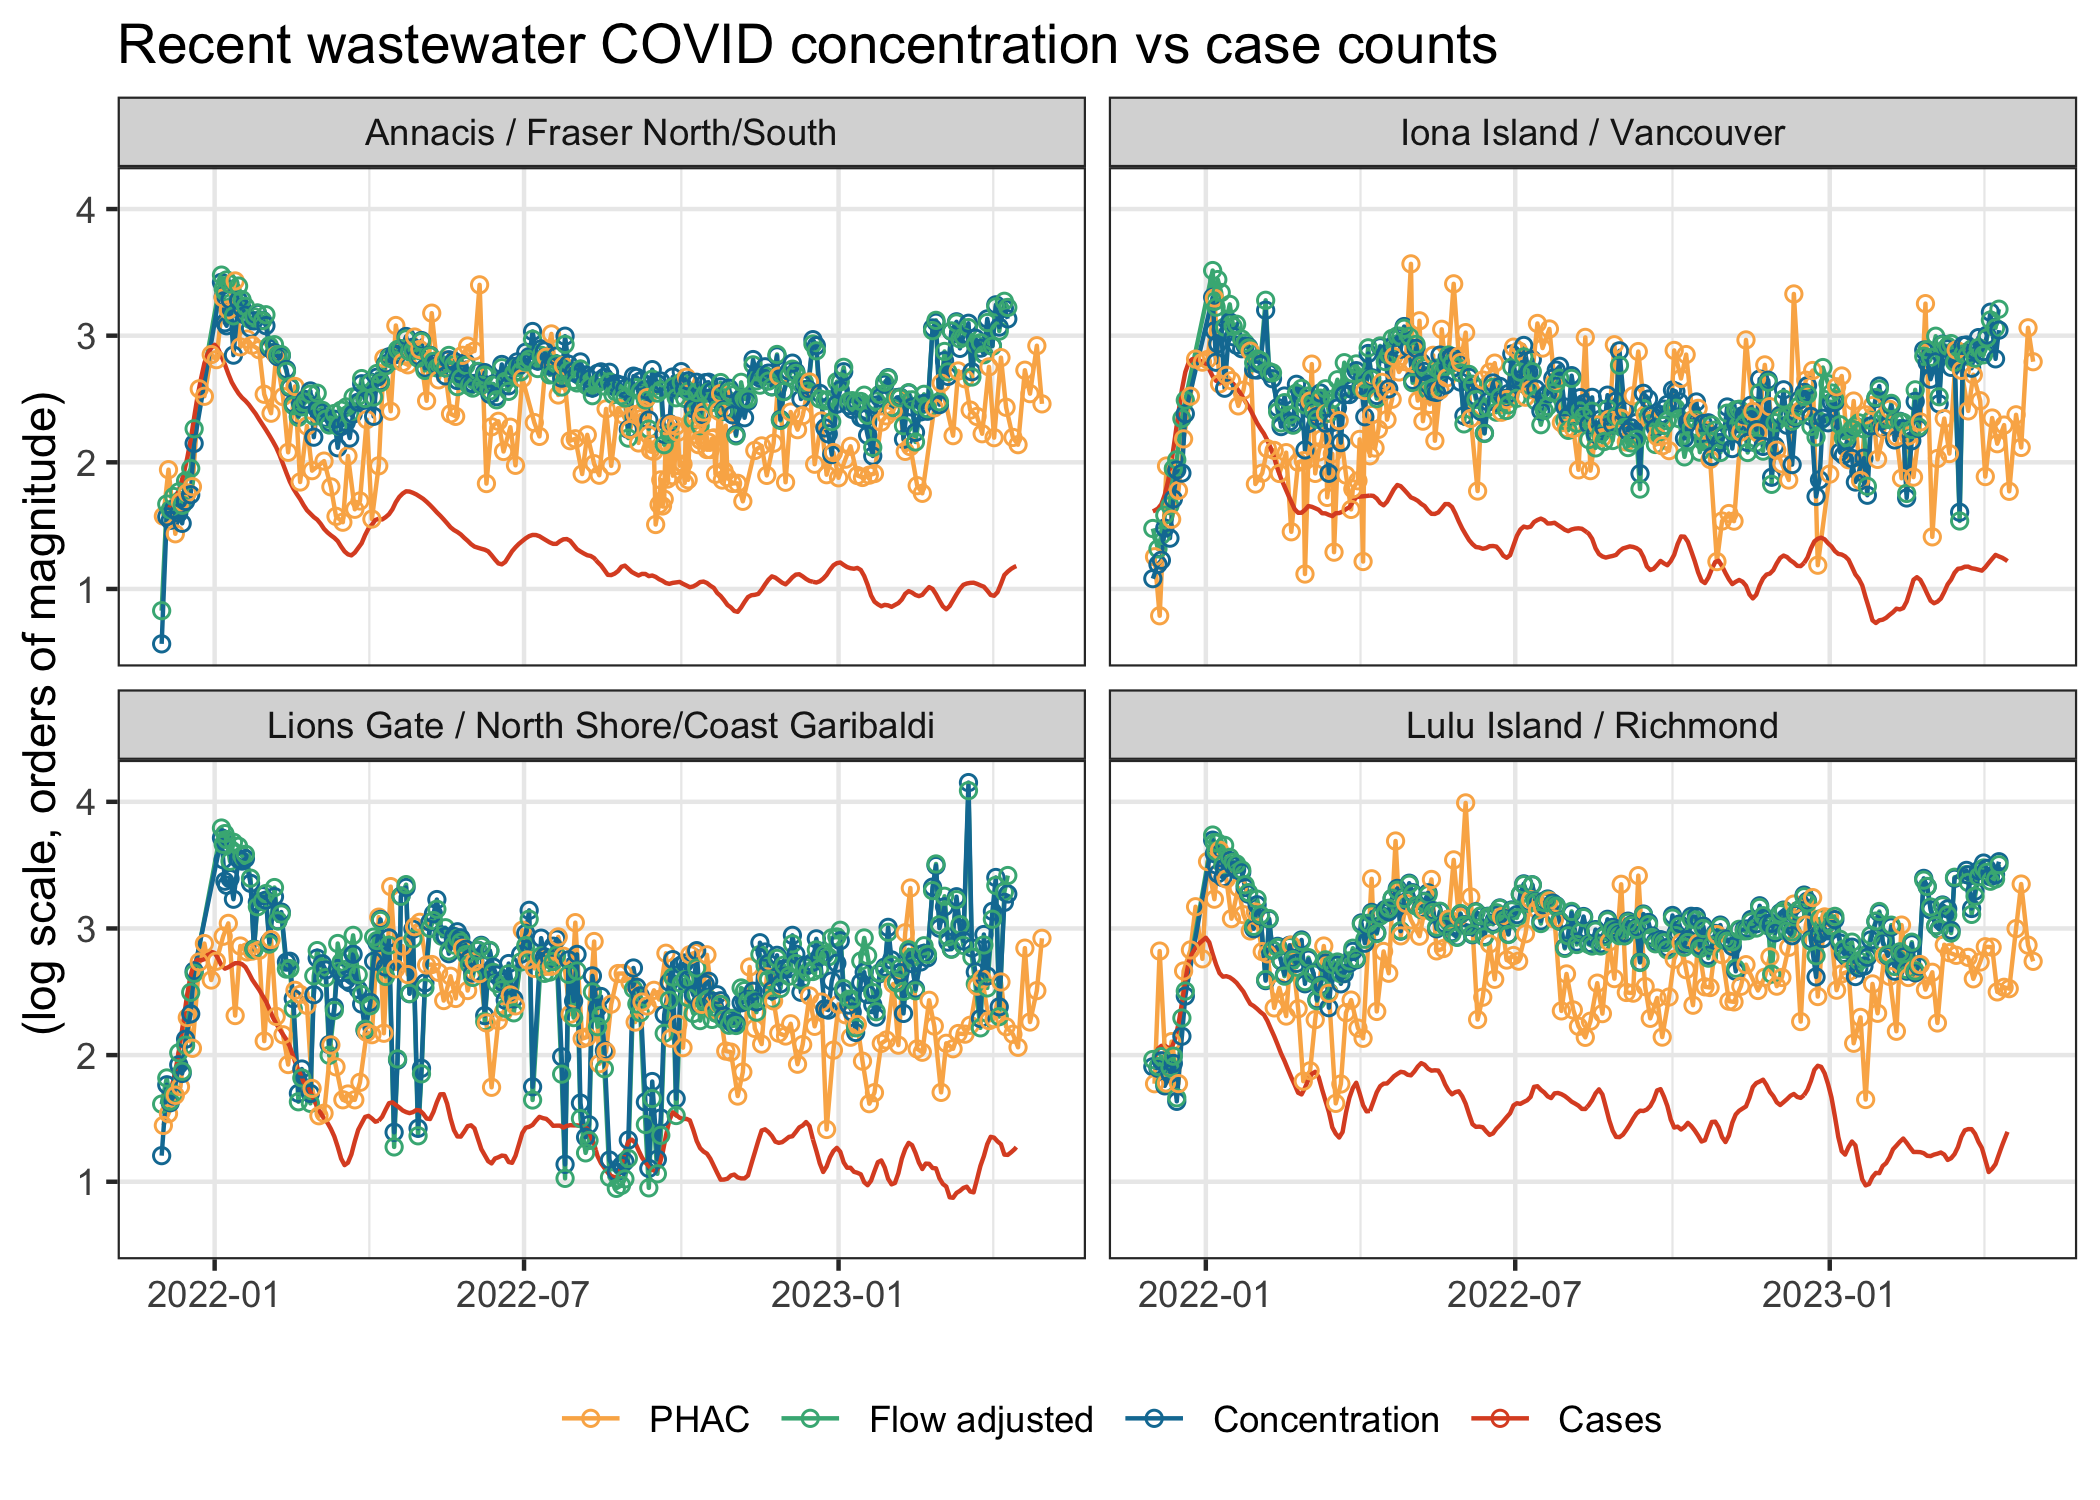 Recent wastewater COVID concentration vs case counts
Annacis / Fraser North/South
Iona Island / Vancouver
4
3
2
1
(log scale, orders of magnitude)
Lions Gate / North Shore/Coast Garibaldi
Lulu Island / Richmond
4
3
2
1
2022-01
2022-07
2023-01
2022-01
2022-07
2023-01
PHAC
Flow adjusted
Concentration
Cases